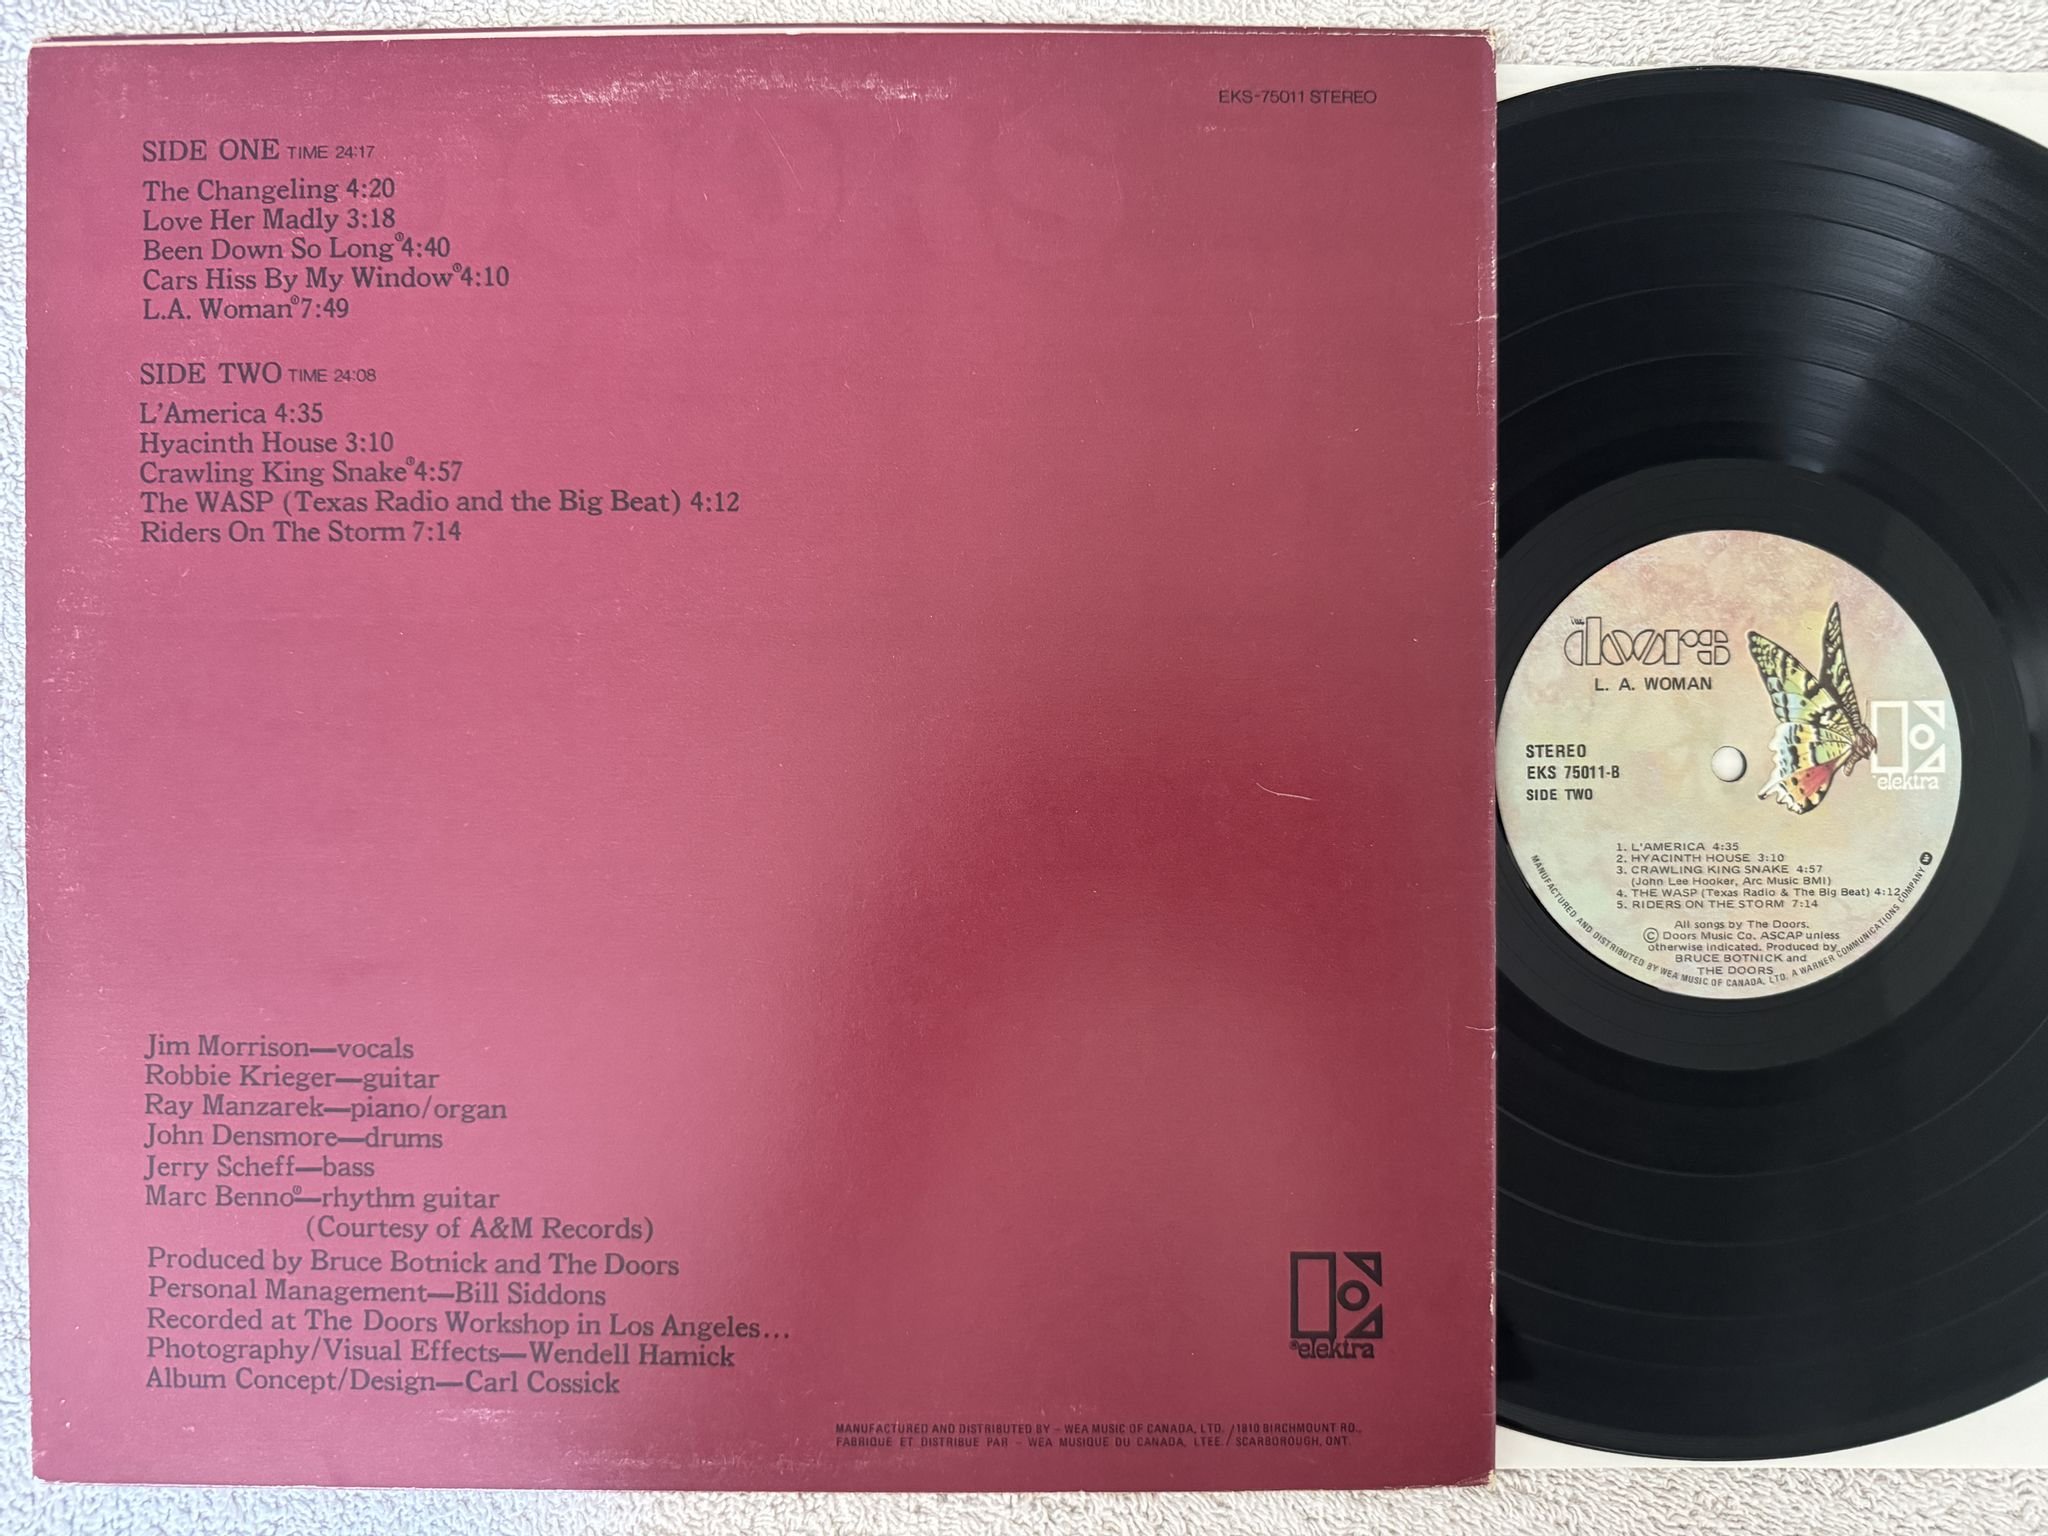 EKS-75011 STEREO
SIDE ONE TIME 24:17
The Changeling 4:20
Love Her Madly 3:18
Been Down So Long①4:40
Cars Hiss By My Window①4:10
L.A. Woman①7:49
SIDE TWO TIME 24:08
L'America 4:35
Hyacinth House 3:10
Crawling King Snake①4:57
The WASP (Texas Radio and the Big Beat) 4:12
Riders On The Storm 7:14
Jim Morrison—vocals
Robbie Krieger—guitar
Ray Manzarek—piano/organ
John Densmore—drums
Jerry Scheff—bass
Marc Benno①—rhythm guitar
(Courtesy of A&M Records)
Produced by Bruce Botnick and The Doors
Personal Management—Bill Siddons
Recorded at The Doors Workshop in Los Angeles...
Photography/Visual Effects—Wendell Hamick
Album Concept/Design—Carl Cossick
elektra
MANUFACTURED AND DISTRIBUTED BY - WEA MUSIC OF CANADA, LTD. / 1810 BIRCHMOUNT RD.,
FABRIQUE ET DISTRIBUE PAR - WEA MUSIQUE DU CANADA, LTEE. / SCARBOROUGH, ONT.
THE doors
L. A. WOMAN
STEREO
EKS 75011-B
SIDE TWO
elektra
1. L'AMERICA 4:35
2. HYACINTH HOUSE 3:10
3. CRAWLING KING SNAKE 4:57
(John Lee Hooker, Arc Music BMI)
4. THE WASP (Texas Radio & The Big Beat) 4:12
5. RIDERS ON THE STORM 7:14
All songs by The Doors.
© Doors Music Co. ASCAP unless
otherwise indicated. Produced by
BRUCE BOTNICK and
THE DOORS
MANUFACTURED AND DISTRIBUTED BY WEA MUSIC OF CANADA, LTD. A WARNER COMMUNICATIONS COMPANY